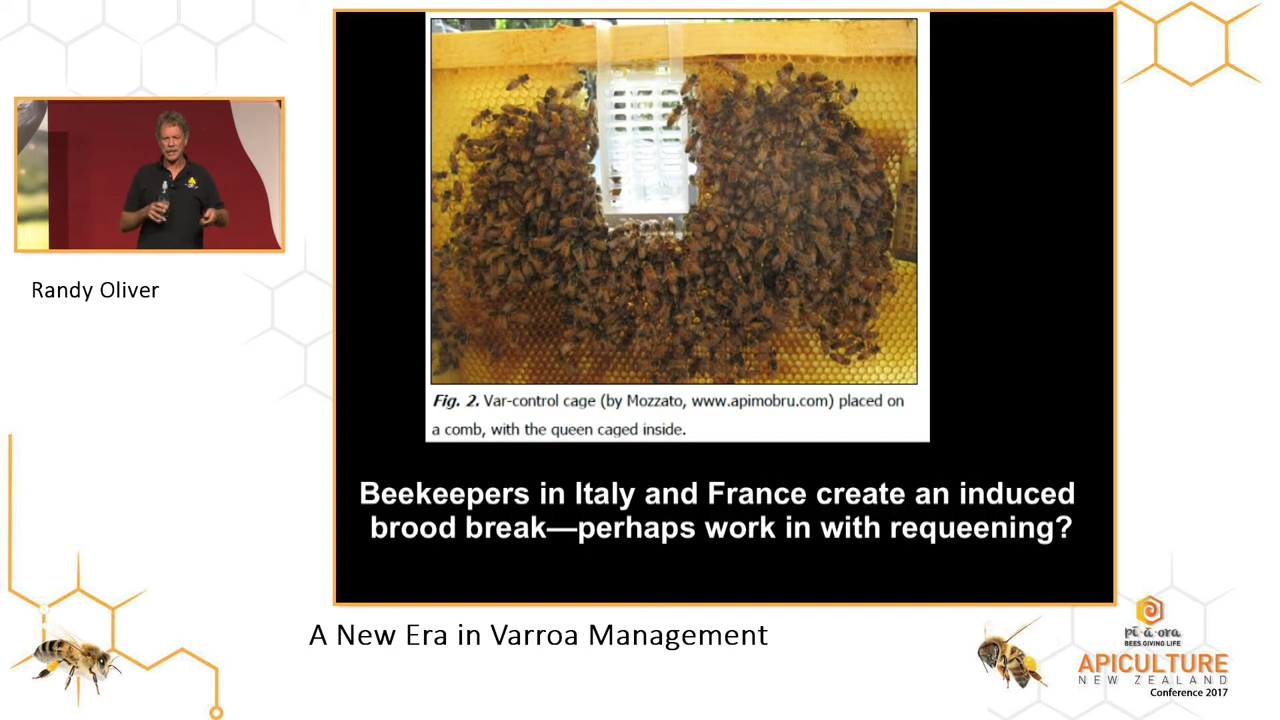 Randy Oliver
Fig. 2. Var-control cage (by Mozzato, www.apimobru.com) placed on
a comb, with the queen caged inside.
Beekeepers in Italy and France create an induced
brood break—perhaps work in with requeening?
A New Era in Varroa Management
pī-ā-ora
BEES GIVING LIFE
APICULTURE
NEW ZEALAND
Conference 2017